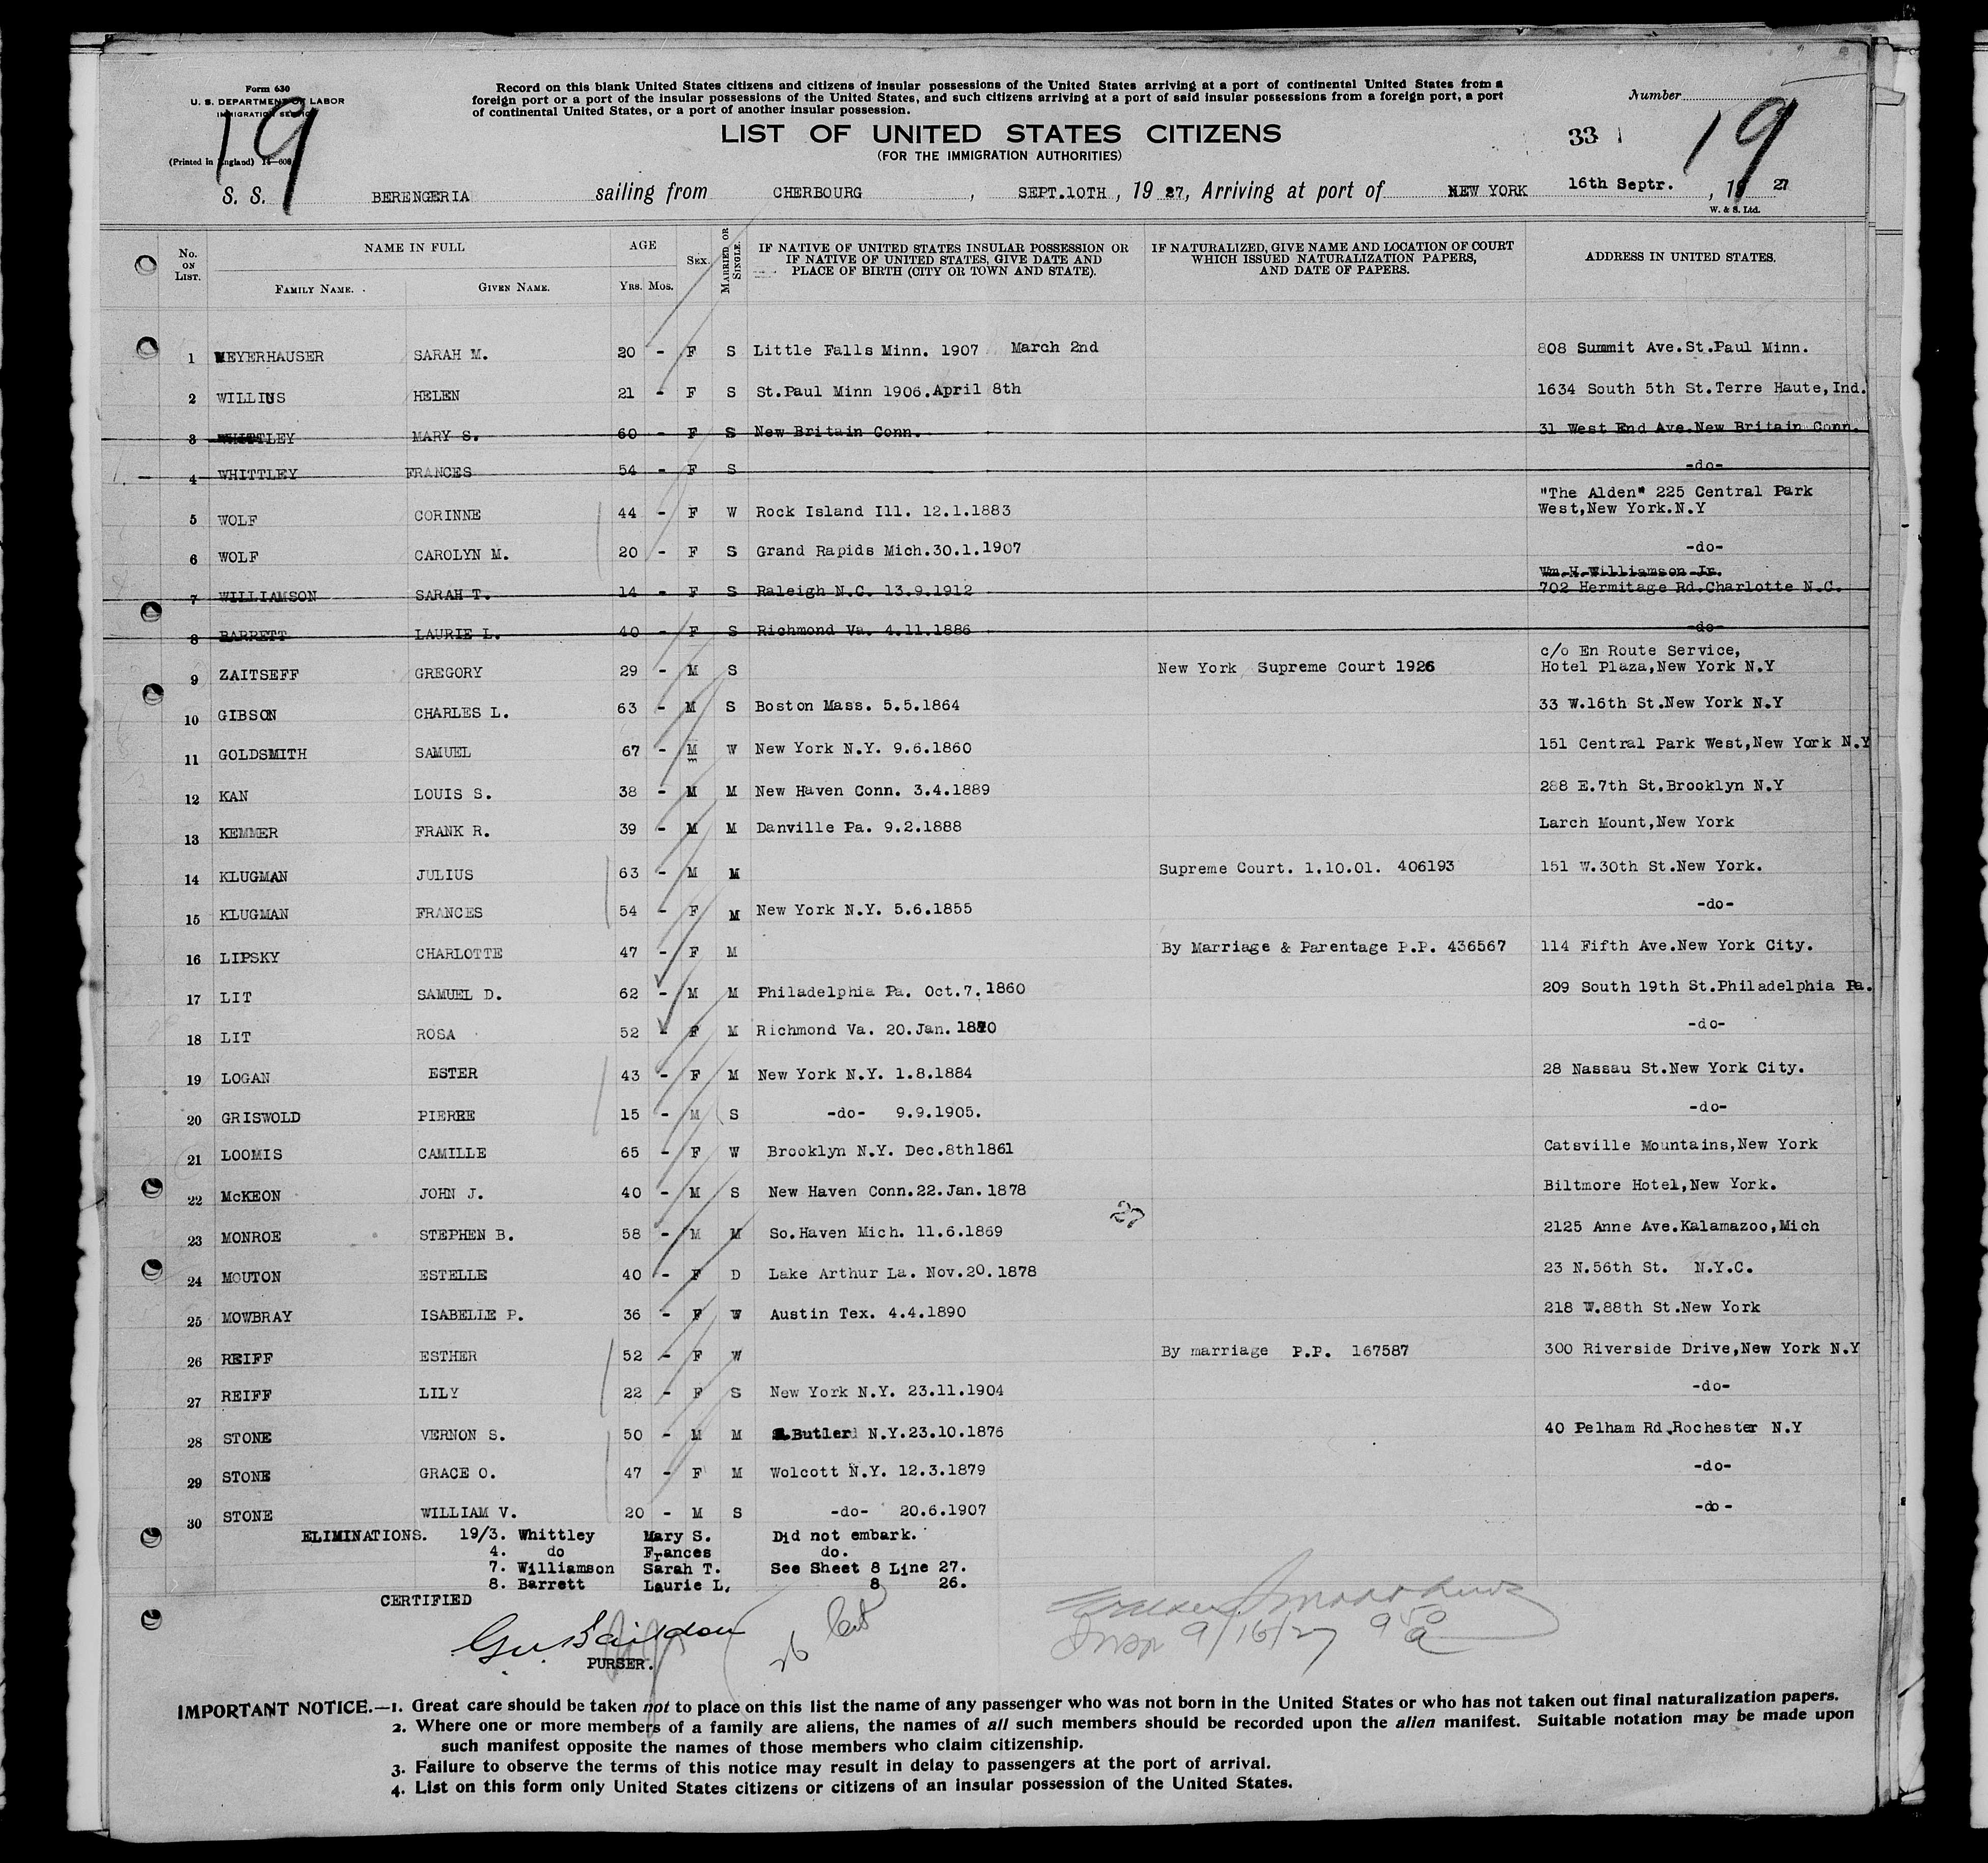 Form 630
U. S. DEPARTMENT OF LABOR
IMMIGRATION SERVICE
(Printed in England) 14-600
19
Record on this blank United States citizens and citizens of insular possessions of the United States arriving at a port of continental United States from a
foreign port or a port of the insular possessions of the United States, and such citizens arriving at a port of said insular possessions from a foreign port, a port
of continental United States, or a port of another insular possession.
Number
LIST OF UNITED STATES CITIZENS
(FOR THE IMMIGRATION AUTHORITIES)
33
19
S. S. BERENGERIA sailing from CHERBOURG, SEPT.10TH, 1927, Arriving at port of NEW YORK 16th Septr., 1927
W. & S. Ltd.
No. ON LIST. NAME IN FULL FAMILY NAME. GIVEN NAME. AGE YRS. MOS. SEX. MARRIED OR SINGLE. IF NATIVE OF UNITED STATES INSULAR POSSESSION OR IF NATIVE OF UNITED STATES, GIVE DATE AND PLACE OF BIRTH (CITY OR TOWN AND STATE). IF NATURALIZED, GIVE NAME AND LOCATION OF COURT WHICH ISSUED NATURALIZATION PAPERS, AND DATE OF PAPERS. ADDRESS IN UNITED STATES.
1 WEYERHAUSER SARAH M. 20 - F S Little Falls Minn. 1907 March 2nd 808 Summit Ave.St.Paul Minn.
2 WILLIUS HELEN 21 - F S St.Paul Minn 1906.April 8th 1634 South 5th St.Terre Haute,Ind.
3 WHITTLEY MARY S. 60 - F S New Britain Conn. 31 West End Ave.New Britain Conn.
4 WHITTLEY FRANCES 54 - F S -do-
5 WOLF CORINNE 44 - F W Rock Island Ill. 12.1.1883 "The Alden" 225 Central Park West,New York.N.Y
6 WOLF CAROLYN M. 20 - F S Grand Rapids Mich.30.1.1907 -do-
7 WILLIAMSON SARAH T. 14 - F S Raleigh N.C. 13.9.1912 Wm.H.Williamson Jr. 702 Hermitage Rd.Charlotte N.C.
8 BARRETT LAURIE L. 40 - F S Richmond Va. 4.11.1886 -do-
9 ZAITSEFF GREGORY 29 - M S New York Supreme Court 1926 c/o En Route Service, Hotel Plaza,New York N.Y
10 GIBSON CHARLES L. 63 - M S Boston Mass. 5.5.1864 33 W.16th St.New York N.Y
11 GOLDSMITH SAMUEL 67 - M W New York N.Y. 9.6.1860 151 Central Park West,New York N.Y
12 KAN LOUIS S. 38 - M M New Haven Conn. 3.4.1889 288 E.7th St.Brooklyn N.Y
13 KEMMER FRANK R. 39 - M M Danville Pa. 9.2.1888 Larch Mount,New York
14 KLUGMAN JULIUS 63 - M M Supreme Court. 1.10.01. 406193 151 W.30th St.New York.
15 KLUGMAN FRANCES 54 - F M New York N.Y. 5.6.1855 -do-
16 LIPSKY CHARLOTTE 47 - F M By Marriage & Parentage P.P. 436567 114 Fifth Ave.New York City.
17 LIT SAMUEL D. 62 - M M Philadelphia Pa. Oct.7.1860 209 South 19th St.Philadelphia Pa.
18 LIT ROSA 52 - F M Richmond Va. 20.Jan.1870 -do-
19 LOGAN ESTER 43 - F M New York N.Y. 1.8.1884 28 Nassau St.New York City.
20 GRISWOLD PIERRE 15 - M S -do- 9.9.1905. -do-
21 LOOMIS CAMILLE 65 - F W Brooklyn N.Y. Dec.8th1861 Catsville Mountains,New York
22 McKEON JOHN J. 40 - M S New Haven Conn.22.Jan.1878 Biltmore Hotel,New York.
23 MONROE STEPHEN B. 58 - M M So.Haven Mich. 11.6.1869 2125 Anne Ave.Kalamazoo,Mich
27
24 MOUTON ESTELLE 40 - F D Lake Arthur La. Nov.20.1878 23 N.56th St. N.Y.C.
25 MOWBRAY ISABELLE P. 36 - F W Austin Tex. 4.4.1890 218 W.88th St.New York
26 REIFF ESTHER 52 - F W By marriage P.P. 167587 300 Riverside Drive,New York N.Y
27 REIFF LILY 22 - F S New York N.Y. 23.11.1904 -do-
28 STONE VERNON S. 50 - M M Butler N.Y.23.10.1876 40 Pelham Rd.Rochester N.Y
29 STONE GRACE O. 47 - F M Wolcott N.Y. 12.3.1879 -do-
30 STONE WILLIAM V. 20 - M S -do- 20.6.1907 -do-
ELIMINATIONS. 19/3. Whittley Mary S. Did not embark.
4. do Frances do.
7. Williamson Sarah T. See Sheet 8 Line 27.
8. Barrett Laurie L. 8 26.
CERTIFIED
PURSER.
26
Insp 9/16/27 9 50 a
IMPORTANT NOTICE.—1. Great care should be taken not to place on this list the name of any passenger who was not born in the United States or who has not taken out final naturalization papers.
2. Where one or more members of a family are aliens, the names of all such members should be recorded upon the alien manifest. Suitable notation may be made upon
such manifest opposite the names of those members who claim citizenship.
3. Failure to observe the terms of this notice may result in delay to passengers at the port of arrival.
4. List on this form only United States citizens or citizens of an insular possession of the United States.